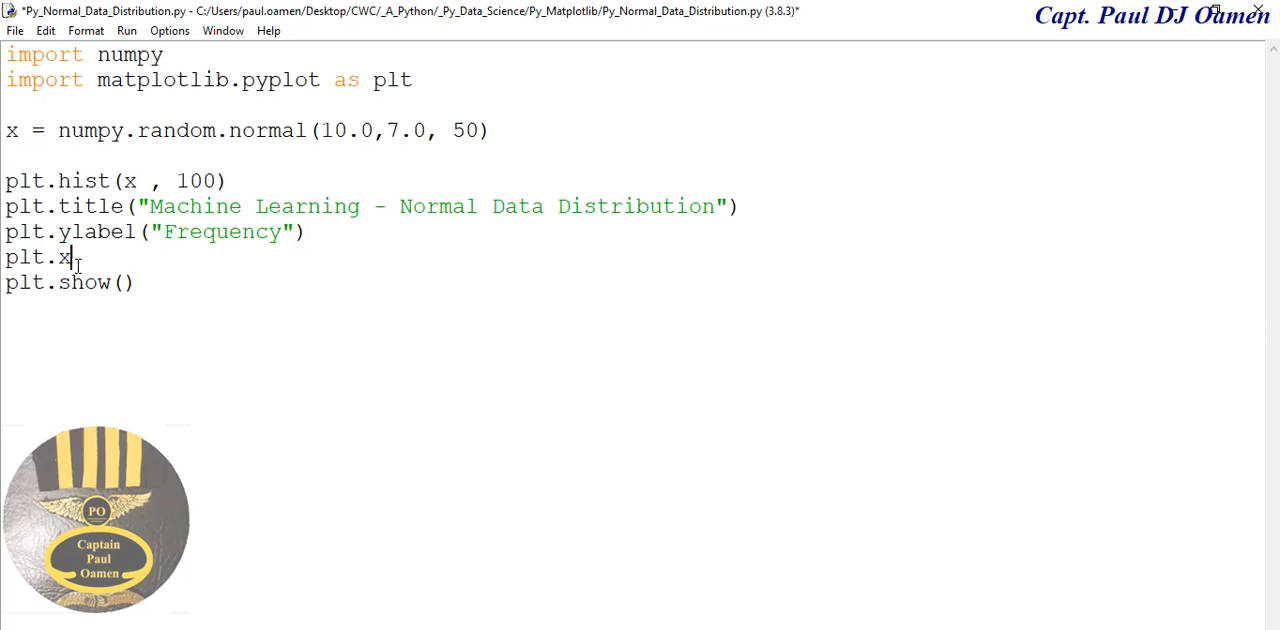 *Py_Normal_Data_Distribution.py - C:/Users/paul.oamen/Desktop/CWC/_A_Python/_Py_Data_Science/Py_Matplotlib/Py_Normal_Data_Distribution.py (3.8.3)*
Capt. Paul DJ Oamen
File Edit Format Run Options Window Help
import numpy
import matplotlib.pyplot as plt
x = numpy.random.normal(10.0,7.0, 50)
plt.hist(x , 100)
plt.title("Machine Learning - Normal Data Distribution")
plt.ylabel("Frequency")
plt.x
plt.show()
PO
Captain
Paul
Oamen